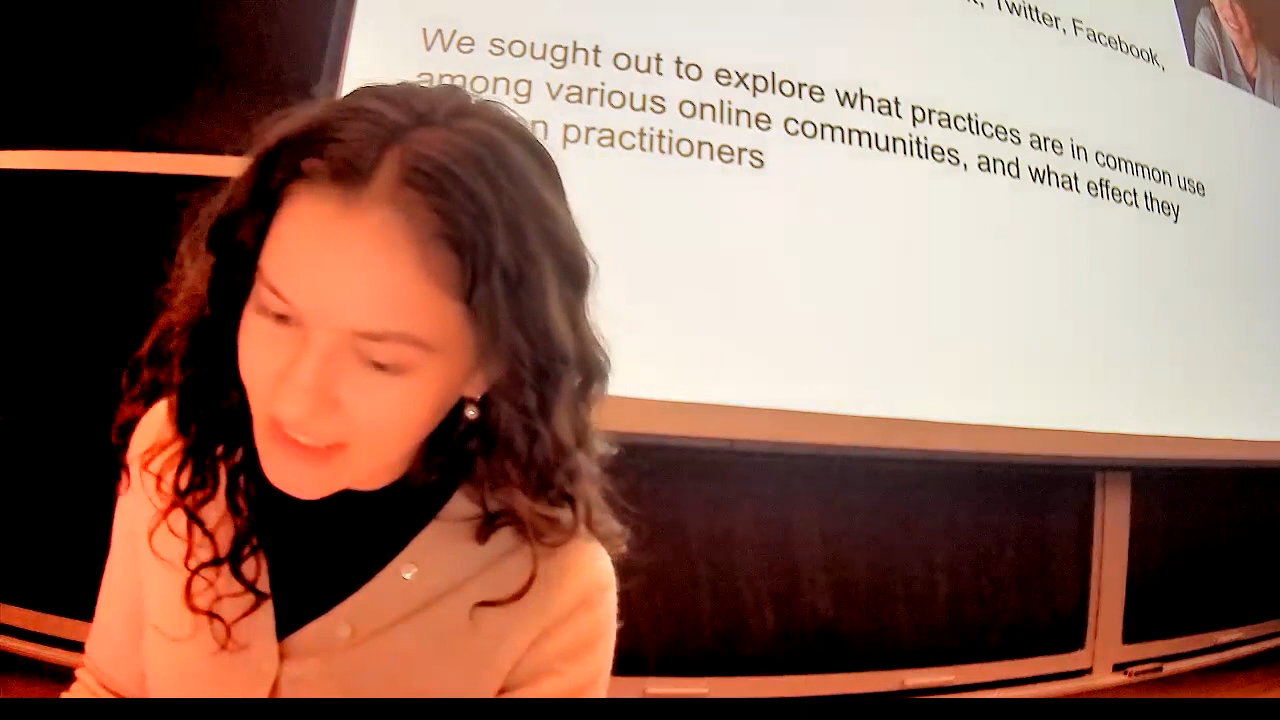 Twitter, Facebook,
We sought out to explore what practices are in common use
among various online communities, and what effect they
practitioners